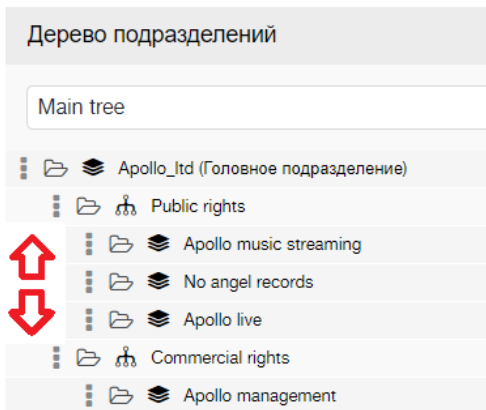 Дерево подразделений
Main tree
Apollo_ltd (Головное подразделение)
Public rights
Apollo music streaming
No angel records
Apollo live
Commercial rights
Apollo management